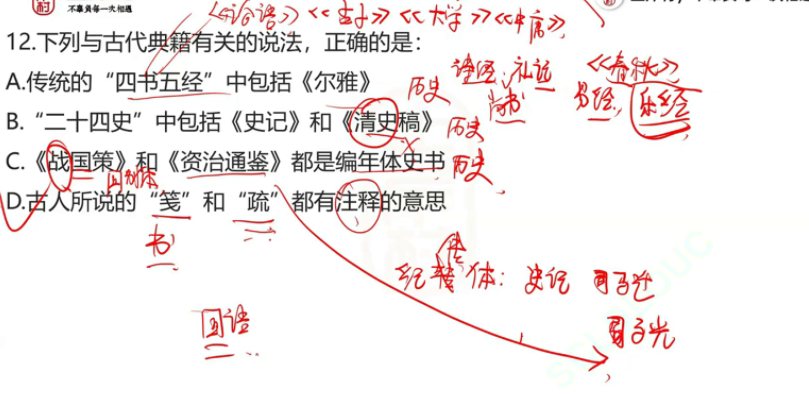 不靠黄每一次相遇
《论语》《孟子》《大学》《中庸》
12.下列与古代典籍有关的说法，正确的是：
A.传统的“四书五经”中包括《尔雅》
历史 诗经 礼记 《春秋》
尚书 易经 乐经
B.“二十四史”中包括《史记》和《清史稿》 历史
C.《战国策》和《资治通鉴》都是编年体史书 历史
国别体
D.古人所说的“笺”和“疏”都有注释的意思
书
纪传体：史记 司马迁
国语 司马光